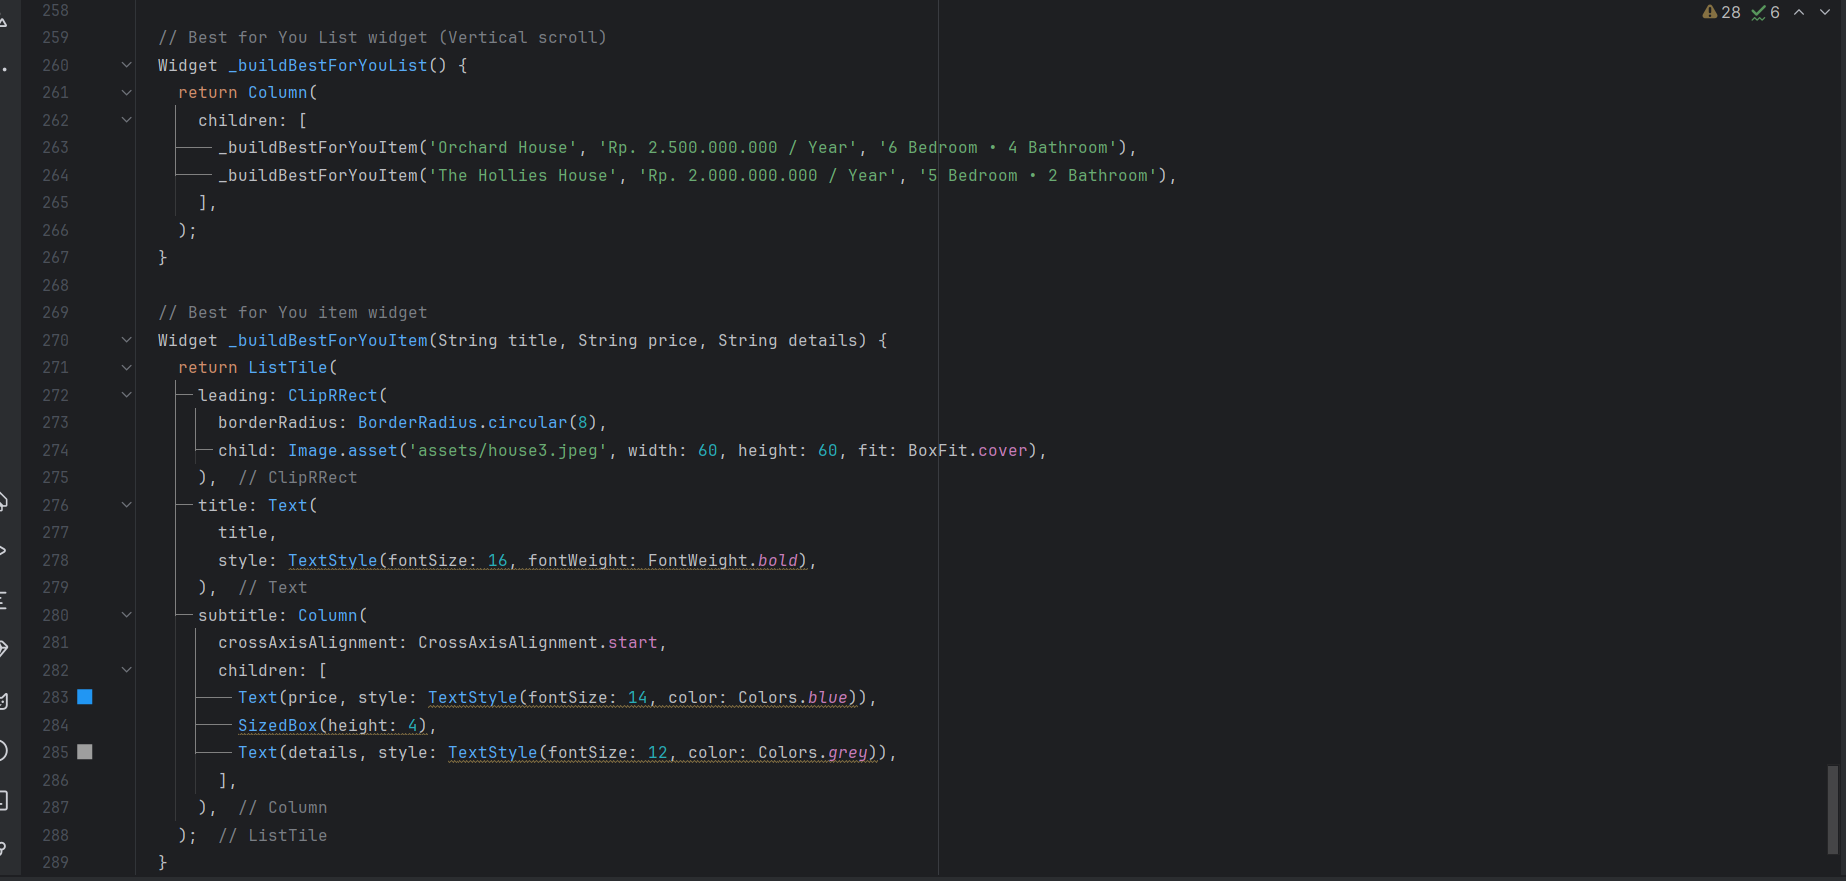 28 6
258
259 // Best for You List widget (Vertical scroll)
260 Widget _buildBestForYouList() {
261 return Column(
262 children: [
263 _buildBestForYouItem('Orchard House', 'Rp. 2.500.000.000 / Year', '6 Bedroom • 4 Bathroom'),
264 _buildBestForYouItem('The Hollies House', 'Rp. 2.000.000.000 / Year', '5 Bedroom • 2 Bathroom'),
265 ],
266 );
267 }
268
269 // Best for You item widget
270 Widget _buildBestForYouItem(String title, String price, String details) {
271 return ListTile(
272 leading: ClipRRect(
273 borderRadius: BorderRadius.circular(8),
274 child: Image.asset('assets/house3.jpeg', width: 60, height: 60, fit: BoxFit.cover),
275 ), // ClipRRect
276 title: Text(
277 title,
278 style: TextStyle(fontSize: 16, fontWeight: FontWeight.bold),
279 ), // Text
280 subtitle: Column(
281 crossAxisAlignment: CrossAxisAlignment.start,
282 children: [
283 Text(price, style: TextStyle(fontSize: 14, color: Colors.blue)),
284 SizedBox(height: 4),
285 Text(details, style: TextStyle(fontSize: 12, color: Colors.grey)),
286 ],
287 ), // Column
288 ); // ListTile
289 }